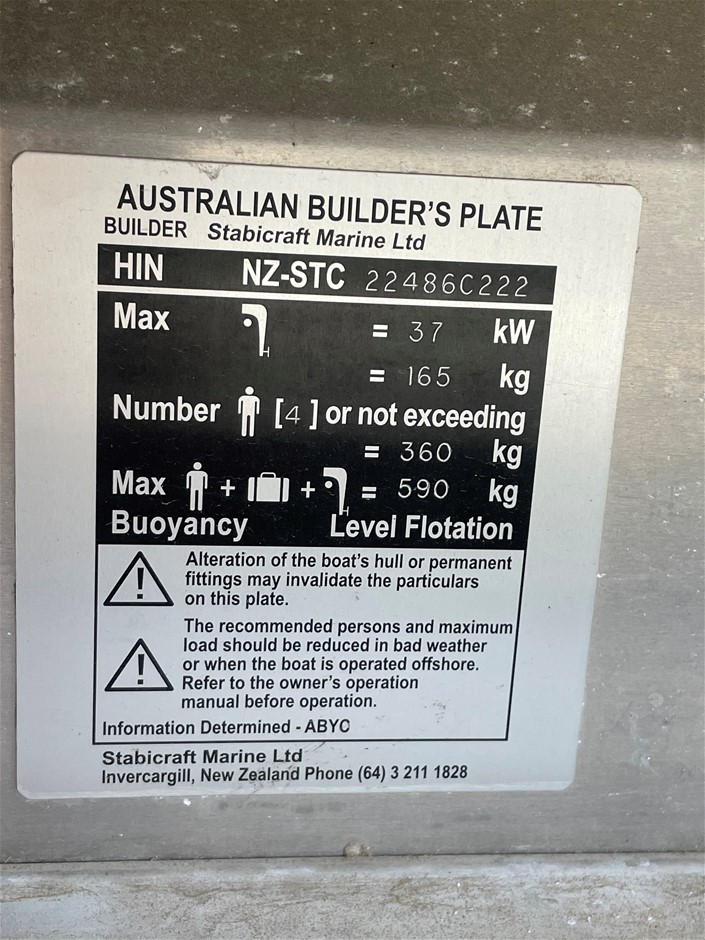 AUSTRALIAN BUILDER'S PLATE
BUILDER Stabicraft Marine Ltd
HIN NZ-STC 22486C222
Max = 37 kW
= 165 kg
Number [4] or not exceeding
= 360 kg
Max + + = 590 kg
Buoyancy Level Flotation
! Alteration of the boat's hull or permanent
fittings may invalidate the particulars
on this plate.
The recommended persons and maximum
load should be reduced in bad weather
! or when the boat is operated offshore.
Refer to the owner's operation
manual before operation.
Information Determined - ABYC
Stabicraft Marine Ltd
Invercargill, New Zealand Phone (64) 3 211 1828